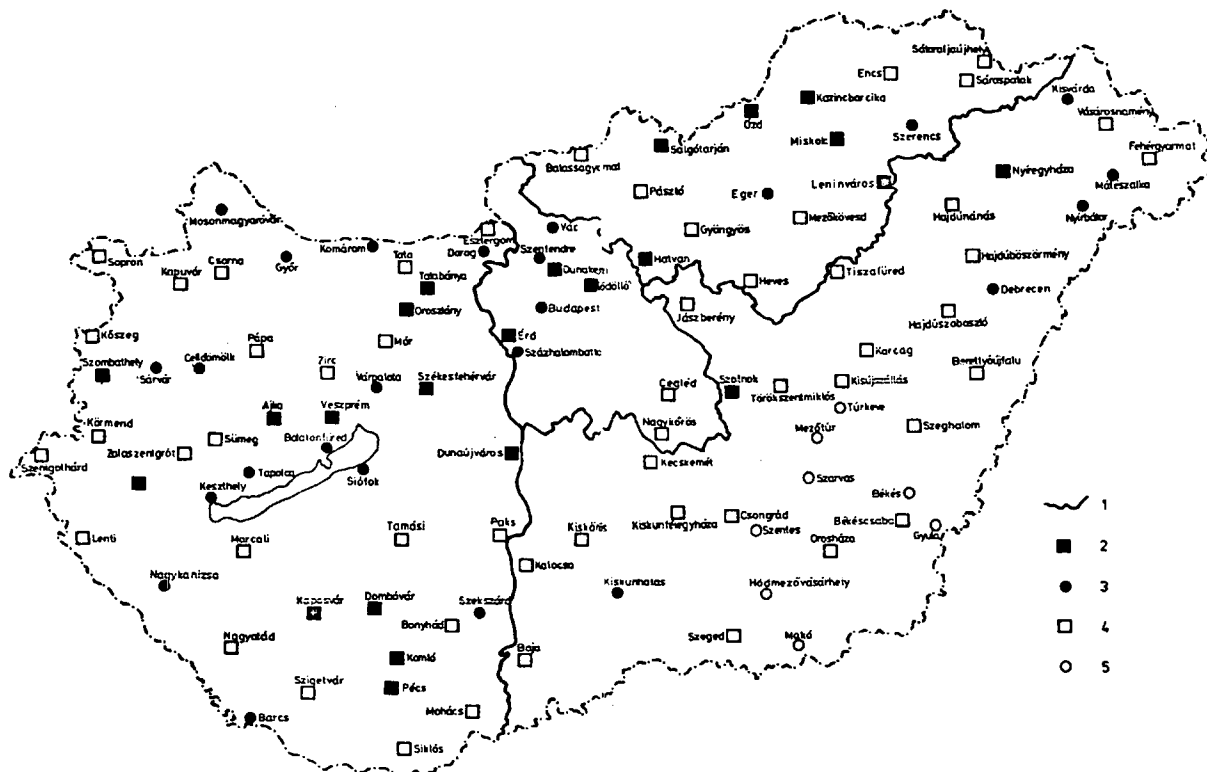 Sátoraljaújhely
Encs
Sárospatak
Kazincbarcika
Kisvárda
Ózd
Vásárosnamény
Szerencs
Miskolc
Salgótarján
Balassagyarmat
Fehérgyarmat
Nyíregyháza
Mátészalka
Leninváros
Pásztó
Eger
Nyírbátor
Hajdúnánás
Mezőkövesd
Mosonmagyaróvár
Vác
Gyöngyös
Esztergom
Komárom
Dorog
Szentendre
Sopron
Csorna
Győr
Tata
Hatvan
Hajdúböszörmény
Kapuvár
Dunakeszi
Tiszafüred
Tatabánya
Gödöllő
Heves
Debrecen
Oroszlány
Budapest
Jászberény
Hajdúszoboszló
Kőszeg
Érd
Pápa
Mór
Karcag
Százhalombatta
Celldömölk
Zirc
Szombathely
Berettyóújfalu
Sárvár
Várpalota
Székesfehérvár
Cegléd
Szolnok
Kisújszállás
Törökszentmiklós
Türkeve
Ajka
Veszprém
Körmend
Nagykőrös
Mezőtúr
Szeghalom
Sümeg
Balatonfüred
Zalaszentgrót
Dunaújváros
Szentgotthárd
Kecskemét
Tapolca
Siófok
Keszthely
Szarvas
Békés
1
Kiskunfélegyháza
Csongrád
Békéscsaba
Paks
Kiskőrös
Szentes
Gyula
Tamási
Lenti
Orosháza
2
Marcali
Kalocsa
Nagykanizsa
Kiskunhalas
Hódmezővásárhely
3
Kaposvár
Dombóvár
Szekszárd
Bonyhád
4
Nagyatád
Szeged
Makó
Komló
Baja
5
Szigetvár
Pécs
Barcs
Mohács
Siklós